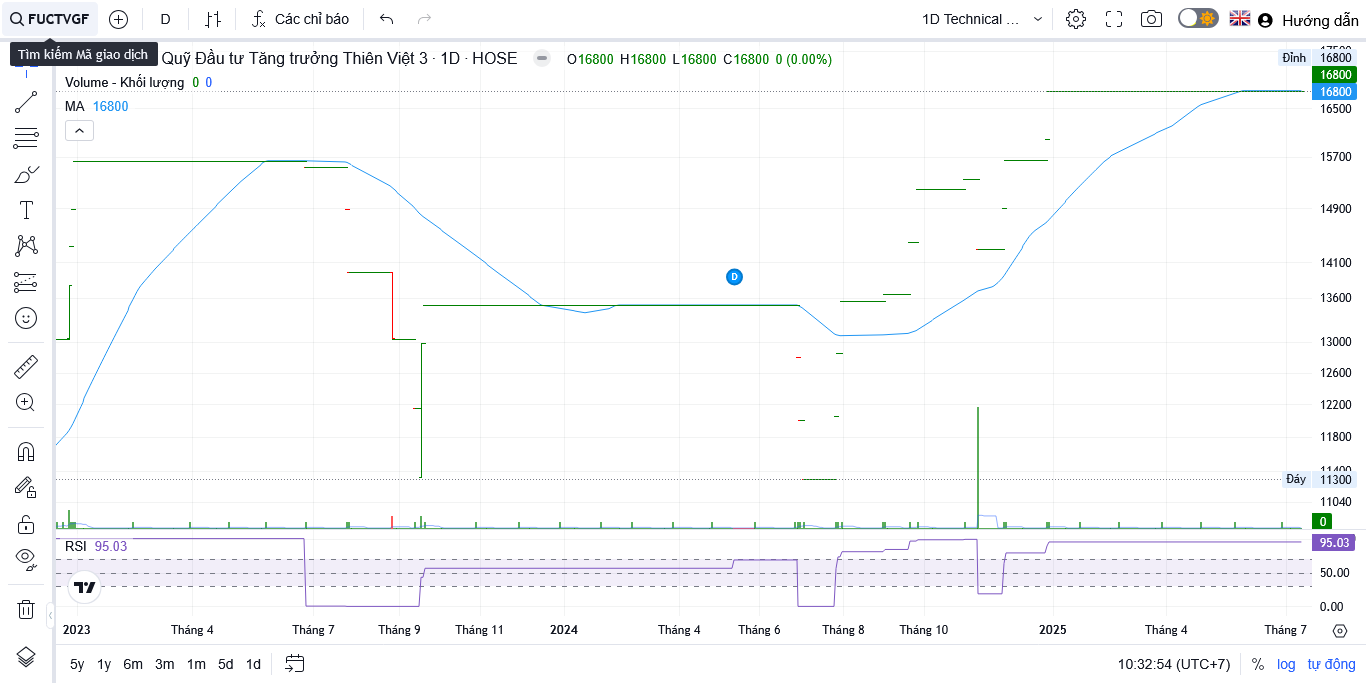 FUCTVGF
D
Các chỉ báo
1D Technical ...
Hướng dẫn
Tìm kiếm Mã giao dịch
Quỹ Đầu tư Tăng trưởng Thiên Việt 3 · 1D · HOSE
O16800 H16800 L16800 C16800 0 (0.00%)
Volume - Khối lượng 0 0
MA 16800
Đỉnh 16800
16800
16800
16500
15700
14900
14100
13600
13000
12600
12200
11800
11400
Đáy 11300
11040
0
D
RSI 95.03
95.03
50.00
0.00
2023 Tháng 4 Tháng 7 Tháng 9 Tháng 11 2024 Tháng 4 Tháng 6 Tháng 8 Tháng 10 2025 Tháng 4 Tháng 7
5y 1y 6m 3m 1m 5d 1d
10:32:54 (UTC+7) % log tự động